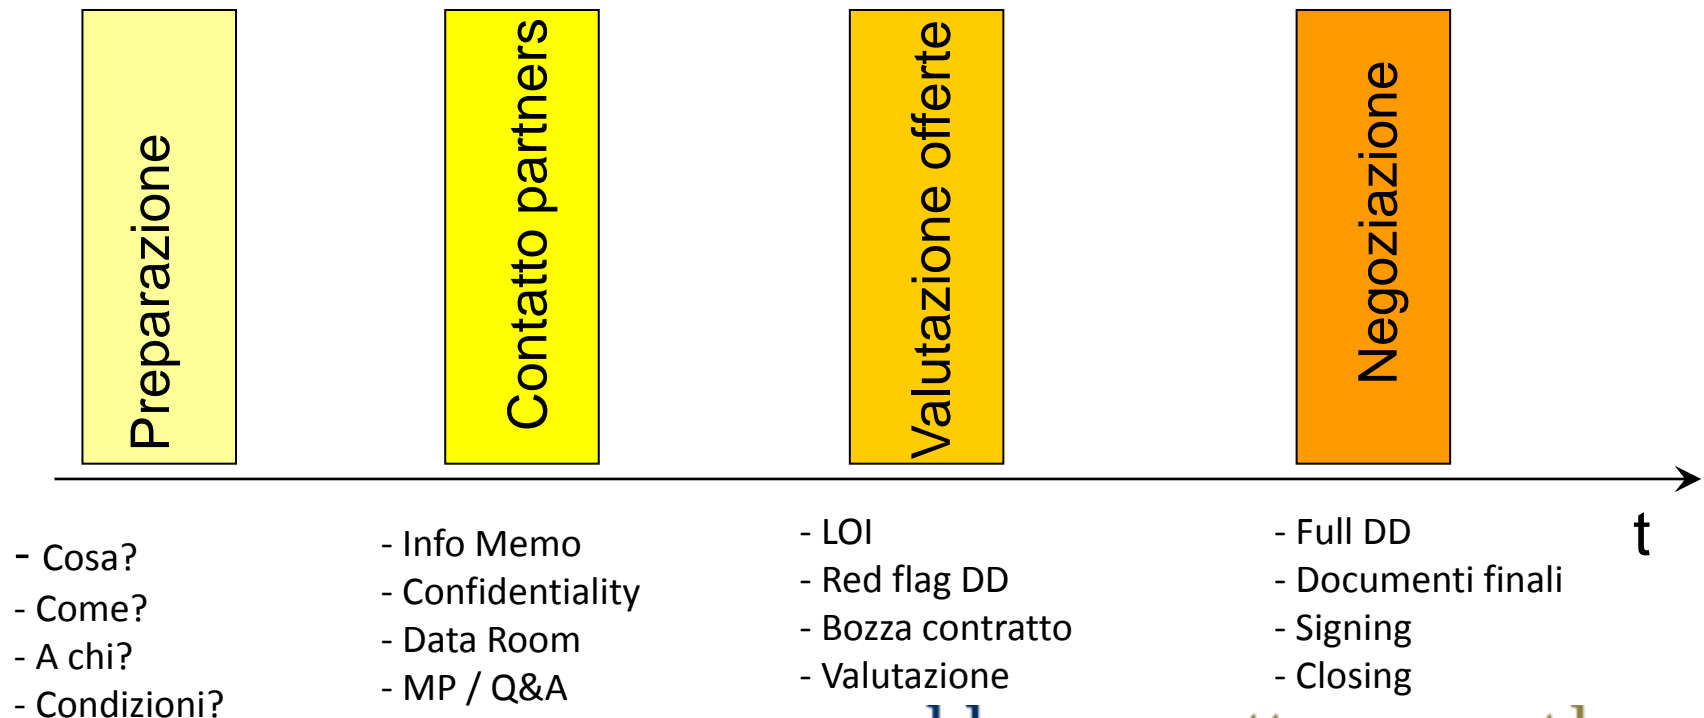 Preparazione
Contatto partners
Valutazione offerte
Negoziazione
t
- Cosa?
- Come?
- A chi?
- Condizioni?
- Info Memo
- Confidentiality
- Data Room
- MP / Q&A
- LOI
- Red flag DD
- Bozza contratto
- Valutazione
- Full DD
- Documenti finali
- Signing
- Closing